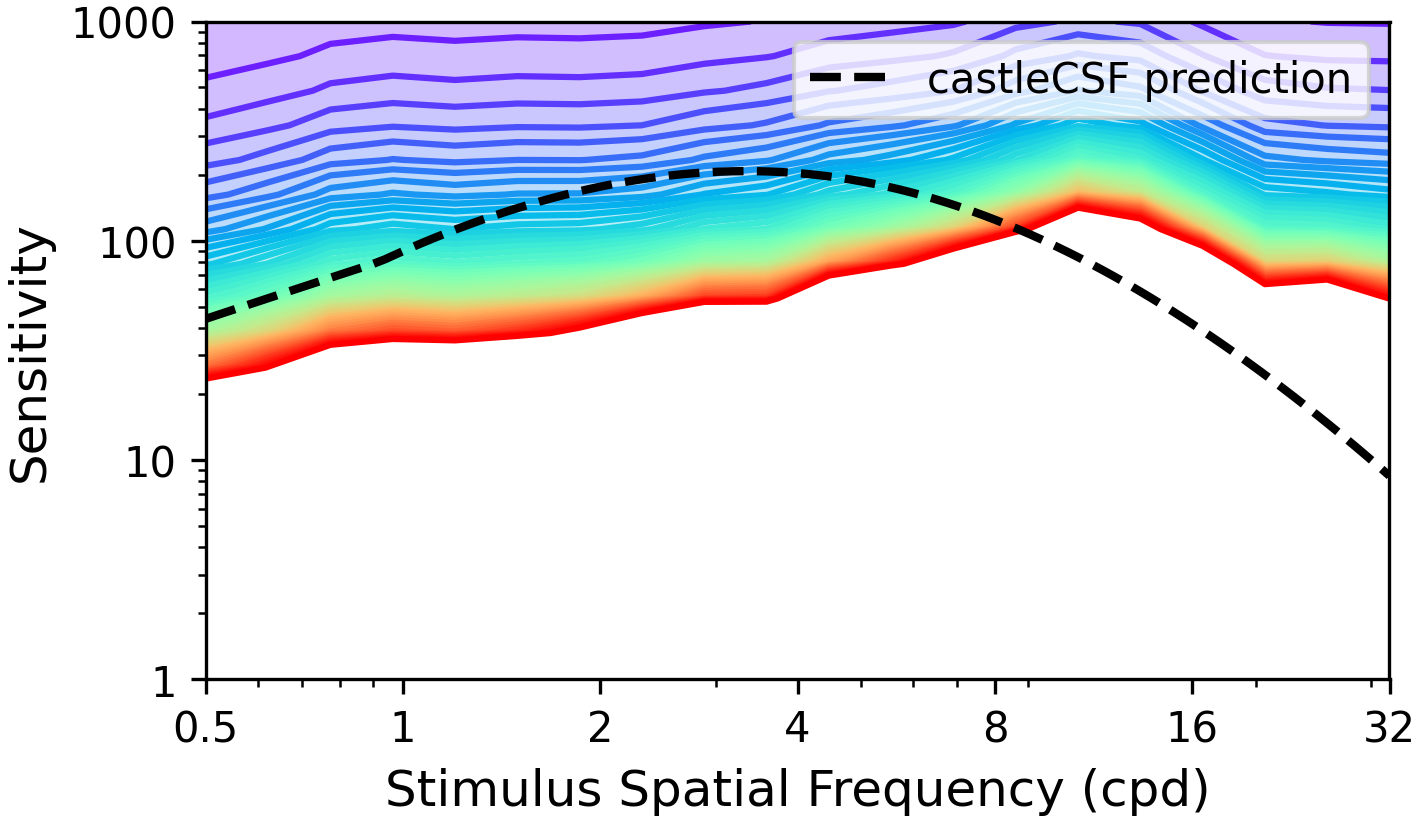 1000
castleCSF prediction
100
10
1
Sensitivity
0.5 1 2 4 8 16 32
Stimulus Spatial Frequency (cpd)